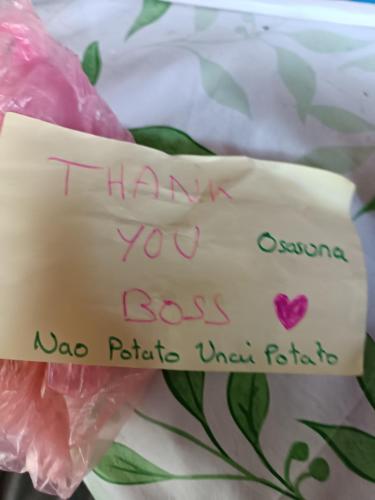 THANK
YOU
Osasuna
BOSS
Nao Potato Unai Potato